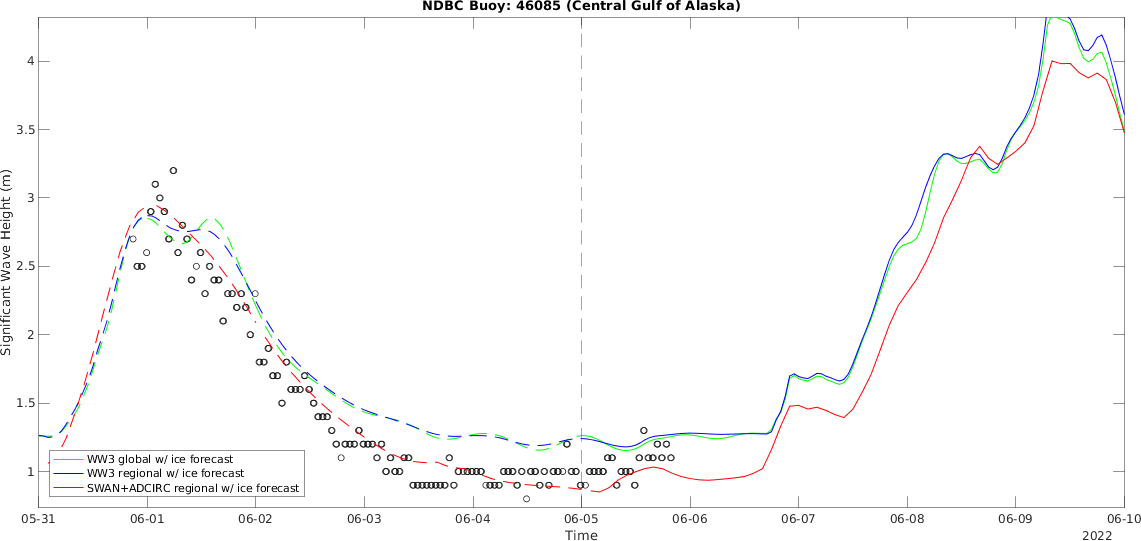 NDBC Buoy: 46085 (Central Gulf of Alaska)
Significant Wave Height (m)
4
3.5
3
2.5
2
1.5
1
WW3 global w/ ice forecast
WW3 regional w/ ice forecast
SWAN+ADCIRC regional w/ ice forecast
05-31 06-01 06-02 06-03 06-04 06-05 06-06 06-07 06-08 06-09 06-10
Time
2022